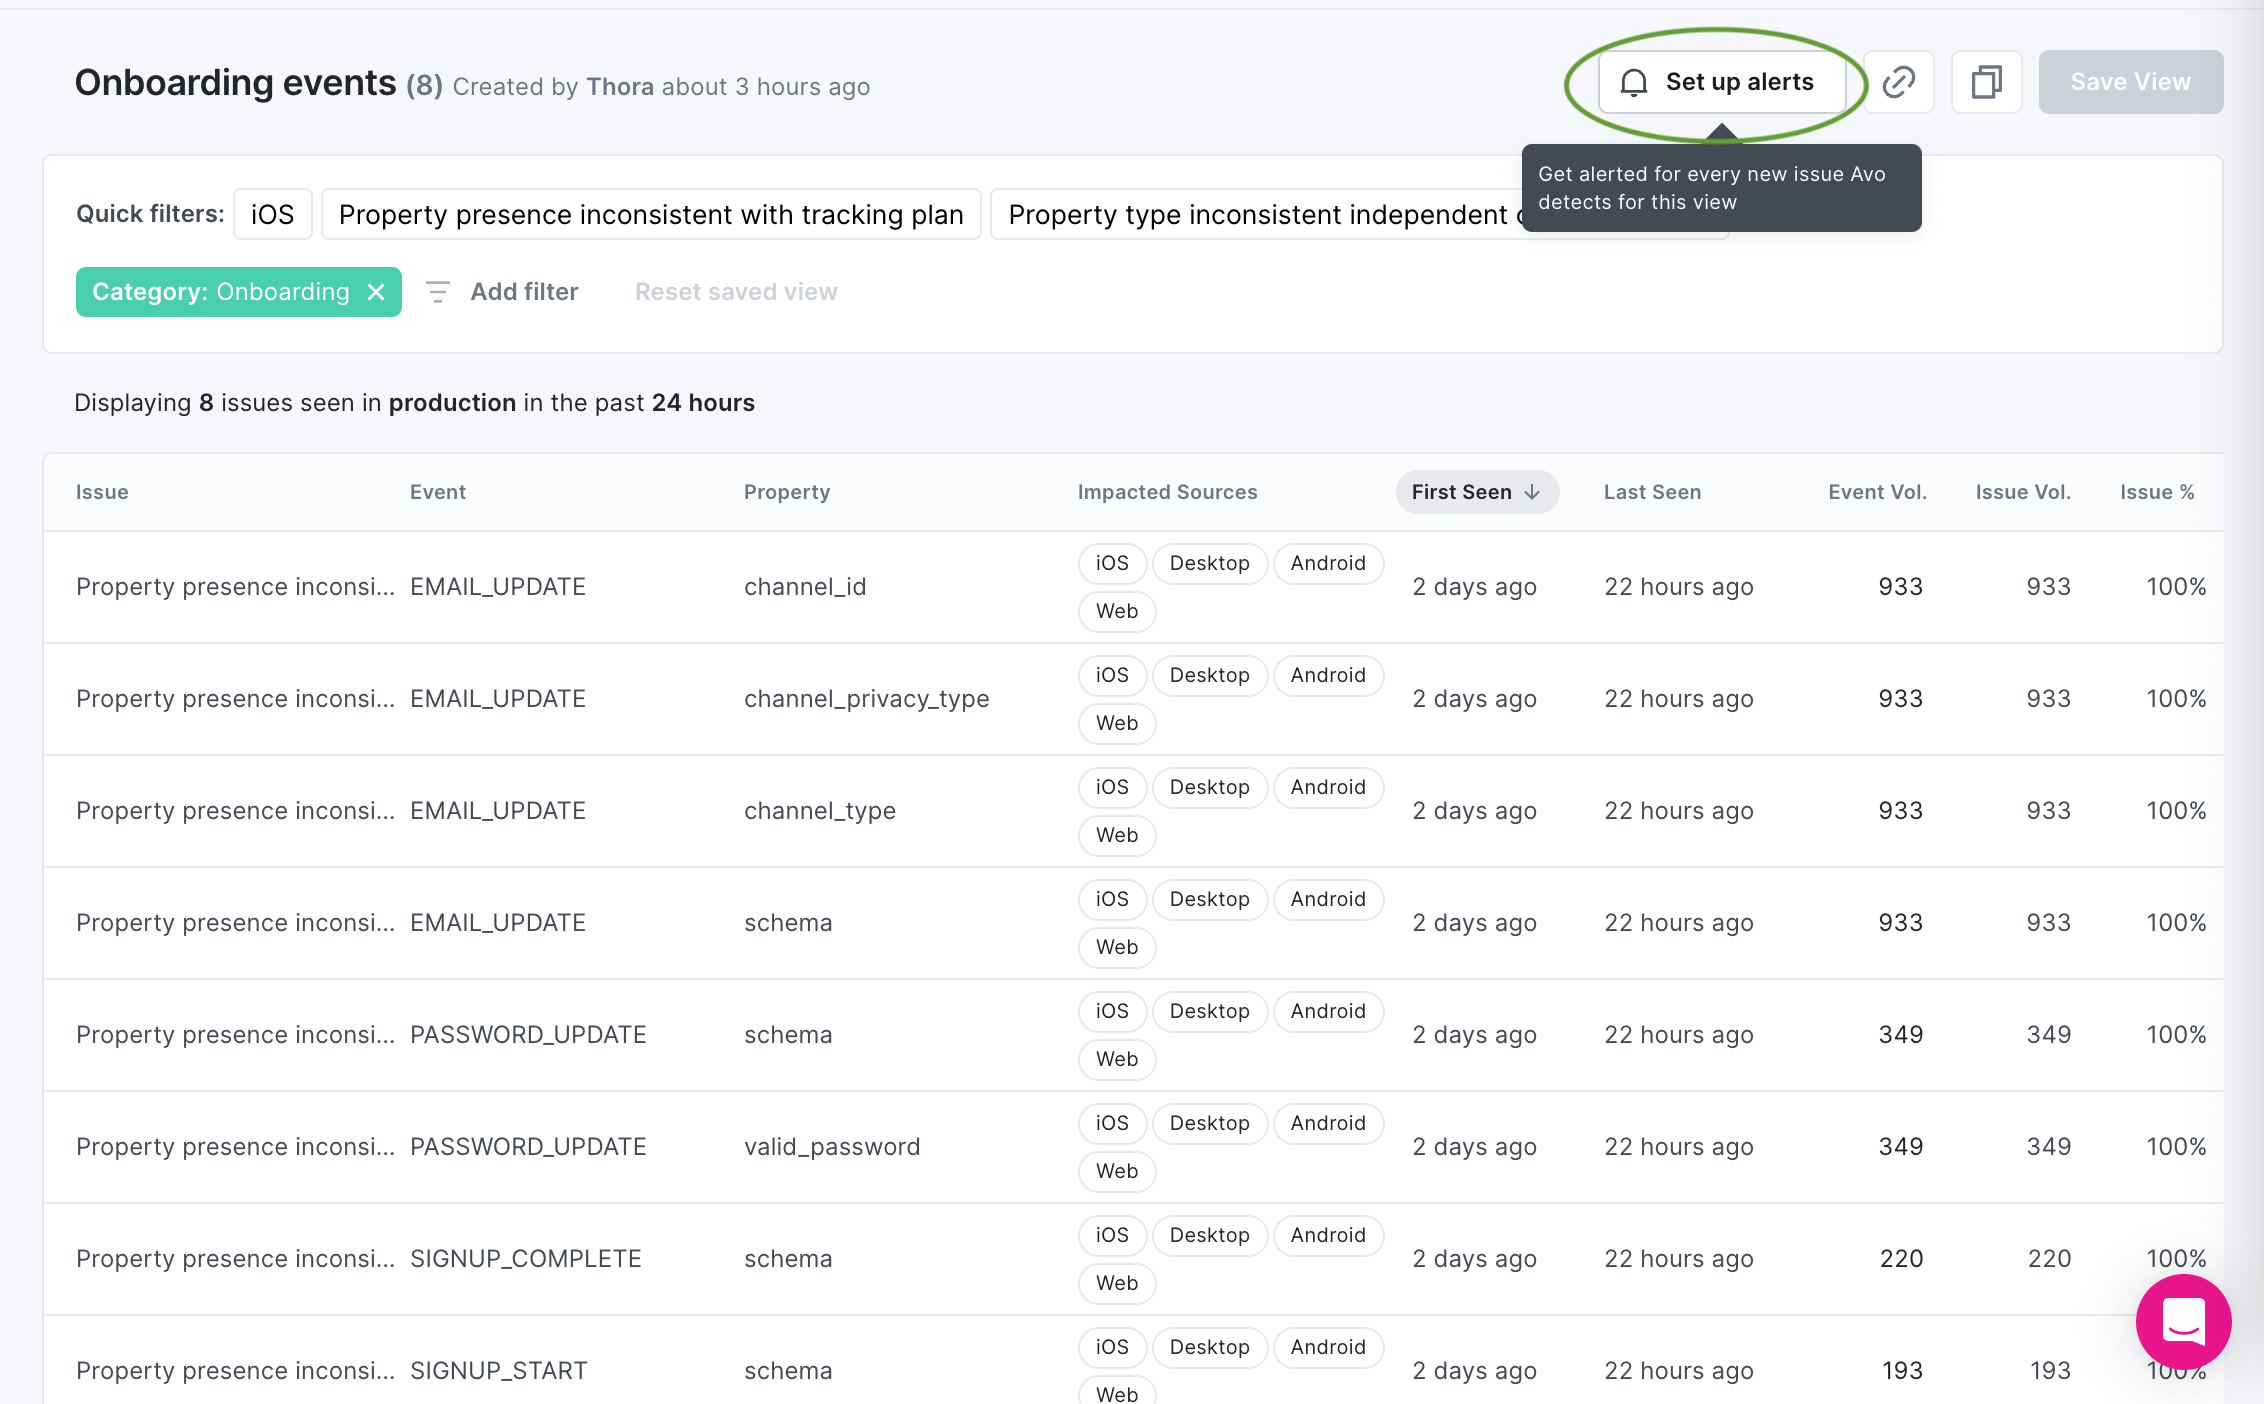 Onboarding events (8) Created by Thora about 3 hours ago
Set up alerts
Save View
Get alerted for every new issue Avo
detects for this view
Quick filters: iOS Property presence inconsistent with tracking plan Property type inconsistent independent
Category: Onboarding Add filter Reset saved view
Displaying 8 issues seen in production in the past 24 hours
Issue Event Property Impacted Sources First Seen Last Seen Event Vol. Issue Vol. Issue %
iOS Desktop Android
Property presence inconsi... EMAIL_UPDATE channel_id 2 days ago 22 hours ago 933 933 100%
Web
iOS Desktop Android
Property presence inconsi... EMAIL_UPDATE channel_privacy_type 2 days ago 22 hours ago 933 933 100%
Web
iOS Desktop Android
Property presence inconsi... EMAIL_UPDATE channel_type 2 days ago 22 hours ago 933 933 100%
Web
iOS Desktop Android
Property presence inconsi... EMAIL_UPDATE schema 2 days ago 22 hours ago 933 933 100%
Web
iOS Desktop Android
Property presence inconsi... PASSWORD_UPDATE schema 2 days ago 22 hours ago 349 349 100%
Web
iOS Desktop Android
Property presence inconsi... PASSWORD_UPDATE valid_password 2 days ago 22 hours ago 349 349 100%
Web
iOS Desktop Android
Property presence inconsi... SIGNUP_COMPLETE schema 2 days ago 22 hours ago 220 220 100%
Web
iOS Desktop Android
Property presence inconsi... SIGNUP_START schema 2 days ago 22 hours ago 193 193 100%
Web